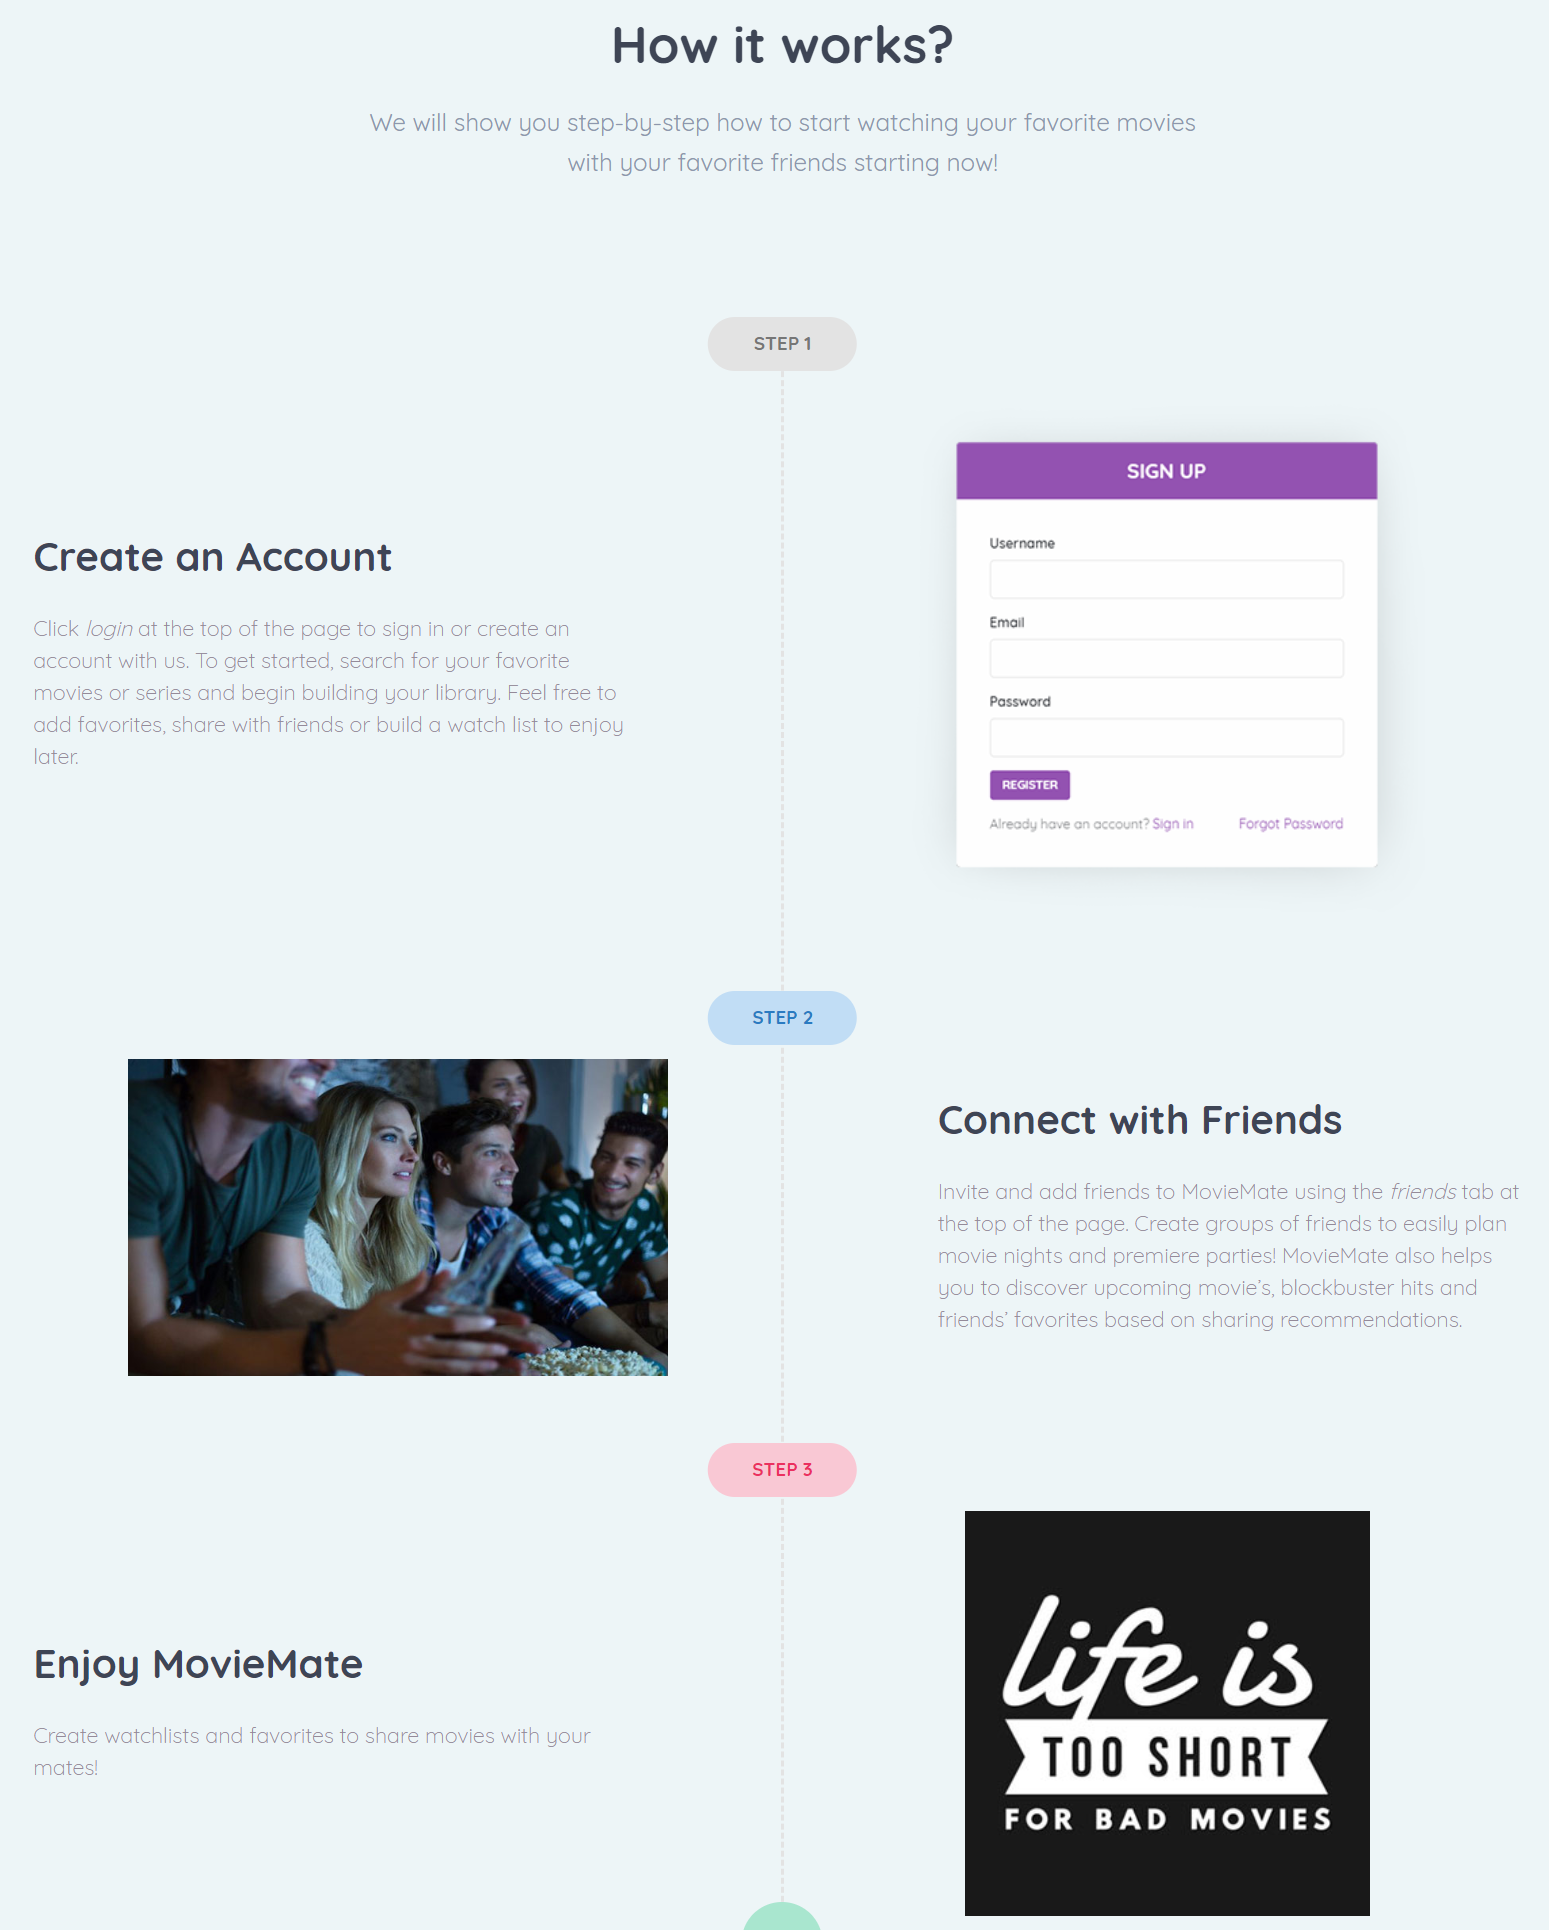 How it works?
We will show you step-by-step how to start watching your favorite movies
with your favorite friends starting now!
STEP 1
Create an Account
Click login at the top of the page to sign in or create an
account with us. To get started, search for your favorite
movies or series and begin building your library. Feel free to
add favorites, share with friends or build a watch list to enjoy
later.
SIGN UP
Username
Email
Password
REGISTER
Already have an account? Sign in
Forgot Password
STEP 2
Connect with Friends
Invite and add friends to MovieMate using the friends tab at
the top of the page. Create groups of friends to easily plan
movie nights and premiere parties! MovieMate also helps
you to discover upcoming movie’s, blockbuster hits and
friends’ favorites based on sharing recommendations.
STEP 3
Enjoy MovieMate
Create watchlists and favorites to share movies with your
mates!
life is
TOO SHORT
FOR BAD MOVIES